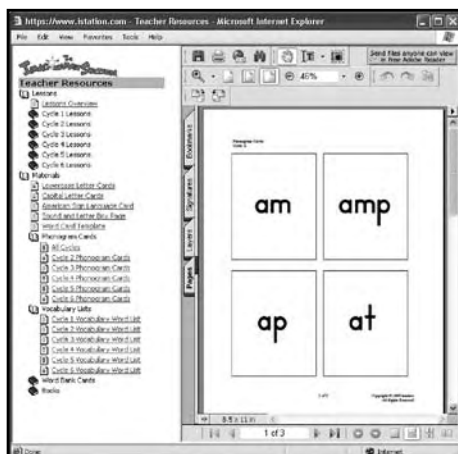 https://www.istation.com - Teacher Resources - Microsoft Internet Explorer
File Edit View Favorites Tools Help
The
Teacher Resources
Lessons
Lessons Overview
Cycle 1 Lessons
Cycle 2 Lessons
Cycle 3 Lessons
Cycle 4 Lessons
Cycle 5 Lessons
Cycle 6 Lessons
Materials
Lowercase Letter Cards
Capital Letter Cards
American Sign Language Card
Sound and Letter Box Page
Word Card Template
Phonogram Cards
All Cycles
Cycle 2 Phonogram Cards
Cycle 3 Phonogram Cards
Cycle 4 Phonogram Cards
Cycle 5 Phonogram Cards
Cycle 6 Phonogram Cards
Vocabulary Lists
Cycle 1 Vocabulary Word List
Cycle 2 Vocabulary Word List
Cycle 3 Vocabulary Word List
Cycle 4 Vocabulary Word List
Cycle 5 Vocabulary Word List
Cycle 6 Vocabulary Word List
Word Bank Cards
Books
Send files anyone can view
in free Adobe Reader
48%
Bookmarks
Signatures
Layers
Pages
Phonogram Cards
am
amp
ap
at
8.5 x 11 in
1 of 3
Done
Internet